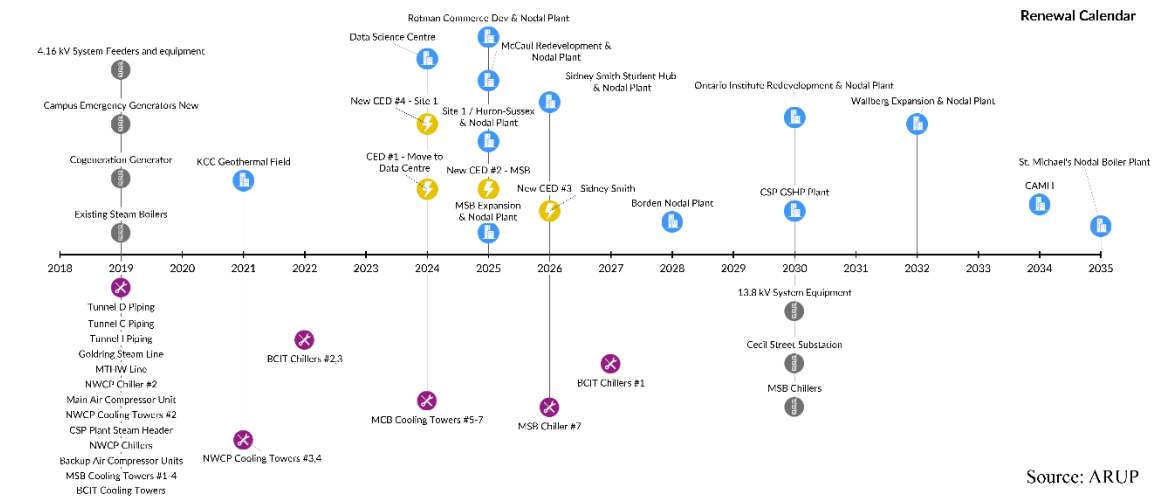 Renewal Calendar
Rotman Commerce Dev & Nodal Plant
Data Science Centre
McCaul Redevelopment &
Nodal Plant
4.16 kV System Feeders and equipment
Sidney Smith Student Hub
& Nodal Plant
Ontario Institute Redevelopment & Nodal Plant
Campus Emergency Generators New
New CED #4 - Site 1
Site 1 / Huron-Sussex
& Nodal Plant
Wallberg Expansion & Nodal Plant
Cogeneration Generator
KCC Geothermal Field
CED #1 - Move to
Data Centre
New CED #2 - MSB
St. Michael's Nodal Boiler Plant
New CED #3
Sidney Smith
CSP GSHP Plant
CAMH
Existing Steam Boilers
MSB Expansion
& Nodal Plant
Borden Nodal Plant
2018 2019 2020 2021 2022 2023 2024 2025 2026 2027 2028 2029 2030 2031 2032 2033 2034 2035
Tunnel D Piping
Tunnel C Piping
Tunnel I Piping
Goldring Steam Line
MTHW Line
NWCP Chiller #2
Main Air Compressor Unit
NWCP Cooling Towers #2
CSP Plant Steam Header
NWCP Chillers
Backup Air Compressor Units
MSB Cooling Towers #1-4
BCIT Cooling Towers
NWCP Cooling Towers #3,4
BCIT Chillers #2,3
MCB Cooling Towers #5-7
MSB Chiller #7
BCIT Chillers #1
13.8 kV System Equipment
Cecil Street Substation
MSB Chillers
Source: ARUP